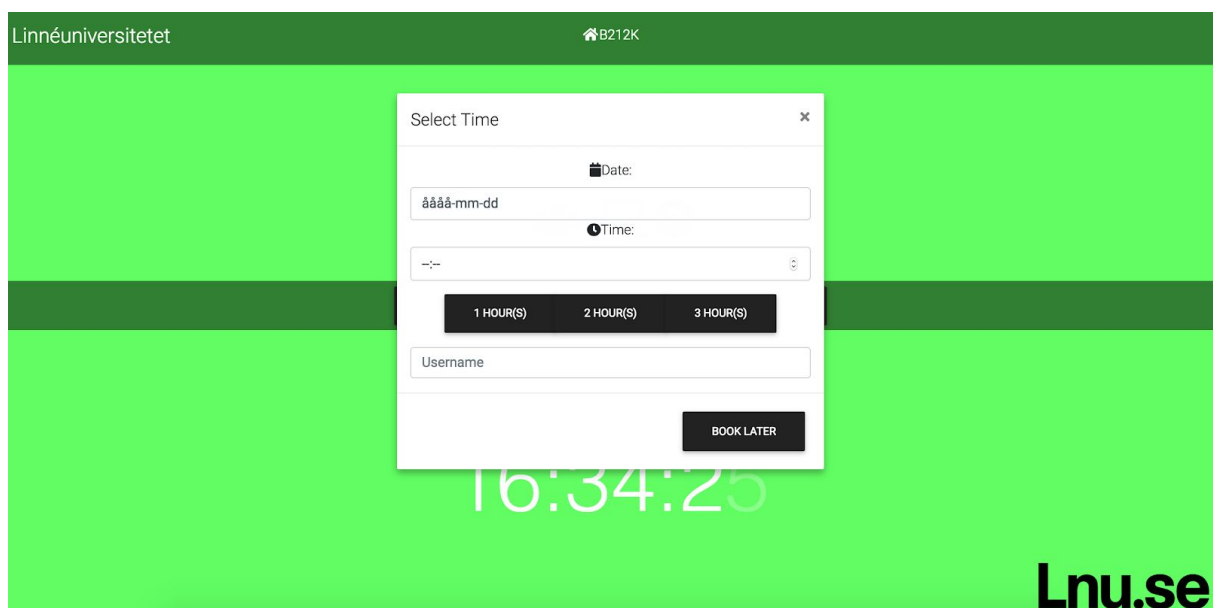 Linnéuniversitetet
B212K
Select Time
×
Date:
åååå-mm-dd
Time:
--:--
1 HOUR(S) 2 HOUR(S) 3 HOUR(S)
Username
BOOK LATER
16:34:25
Lnu.se